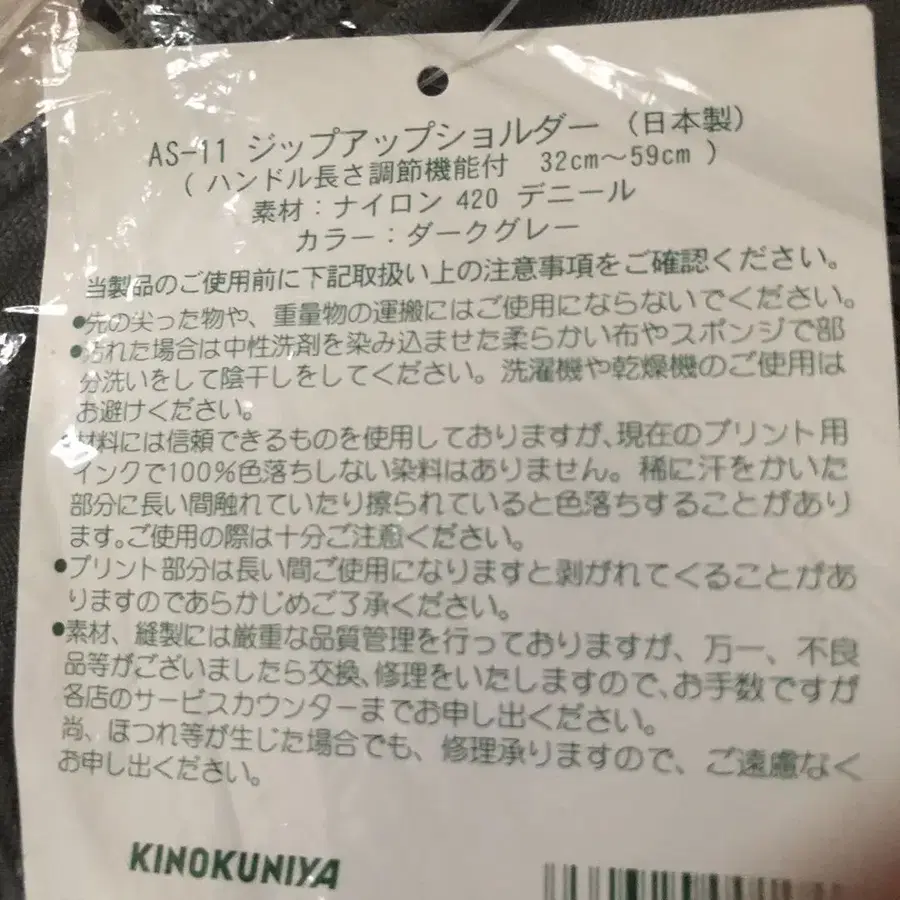 AS-11 ジップアップショルダー （日本製）
( ハンドル長さ調節機能付　32cm～59cm )
素材：ナイロン 420 デニール
カラー：ダークグレー
当製品のご使用前に下記取扱い上の注意事項をご確認ください。
●先の尖った物や、重量物の運搬にはご使用にならないでください。
●汚れた場合は中性洗剤を染み込ませた柔らかい布やスポンジで部
分洗いをして陰干しをしてください。洗濯機や乾燥機のご使用は
お避けください。
●材料には信頼できるものを使用しておりますが、現在のプリント用
インクで100％色落ちしない染料はありません。稀に汗をかいた
部分に長い間触れていたり擦られていると色落ちすることがあり
ます。ご使用の際は十分ご注意ください。
●プリント部分は長い間ご使用になりますと剥がれてくることがあ
りますのであらかじめご了承ください。
●素材、縫製には厳重な品質管理を行っておりますが、万一、不良
品等がございましたら交換、修理をいたしますので、お手数ですが
各店のサービスカウンターまでお申し出ください。
尚、ほつれ等が生じた場合でも、修理承りますので、ご遠慮なく
お申し出ください。
KINOKUNIYA